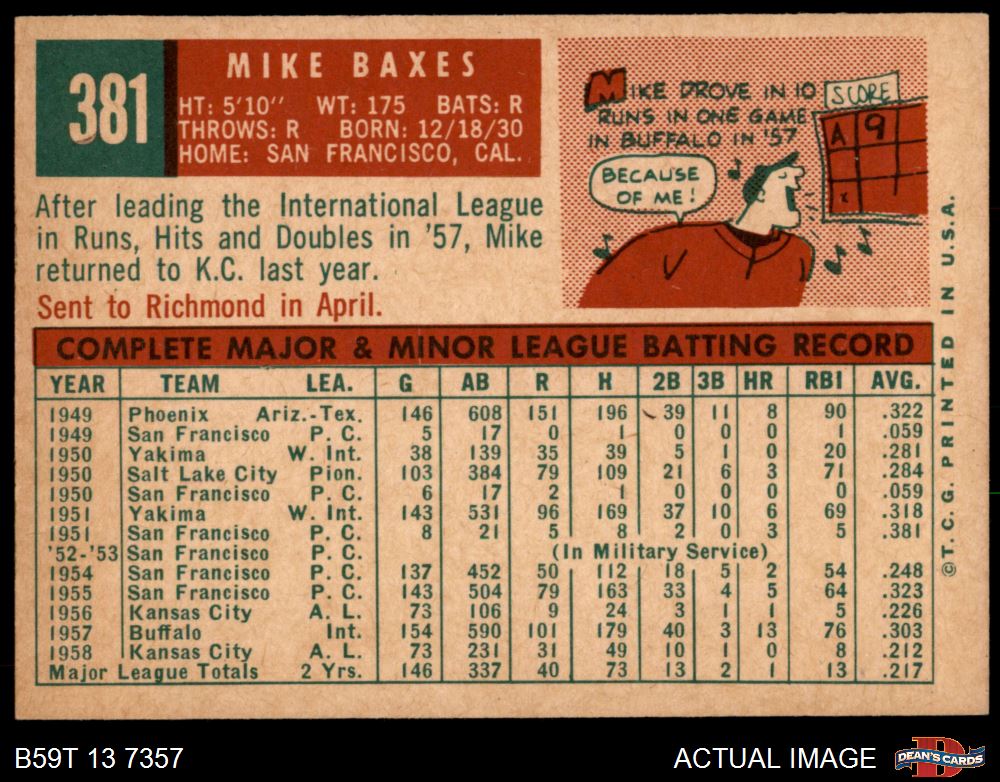 381
MIKE BAXES
HT: 5'10" WT: 175 BATS: R
THROWS: R BORN: 12/18/30
HOME: SAN FRANCISCO, CAL.
After leading the International League
in Runs, Hits and Doubles in '57, Mike
returned to K.C. last year.
Sent to Richmond in April.
MIKE DROVE IN 10
RUNS IN ONE GAME
IN BUFFALO IN '57
SCORE
A 9
x
BECAUSE
OF ME!
COMPLETE MAJOR & MINOR LEAGUE BATTING RECORD
YEAR TEAM LEA. G AB R H 2B 3B HR RBI AVG.
1949 Phoenix Ariz.-Tex. 146 608 151 196 39 11 8 90 .322
1949 San Francisco P. C. 5 17 0 1 0 0 0 1 .059
1950 Yakima W. Int. 38 139 35 39 5 1 0 20 .281
1950 Salt Lake City Pion. 103 384 79 109 21 6 3 71 .284
1950 San Francisco P. C. 6 17 2 1 0 0 0 0 .059
1951 Yakima W. Int. 143 531 96 169 37 10 6 69 .318
1951 San Francisco P. C. 8 21 5 8 2 0 3 5 .381
'52-'53 San Francisco P. C. (In Military Service)
1954 San Francisco P. C. 137 452 50 112 18 5 2 54 .248
1955 San Francisco P. C. 143 504 79 163 33 4 5 64 .323
1956 Kansas City A. L. 73 106 9 24 3 1 1 5 .226
1957 Buffalo Int. 154 590 101 179 40 3 13 76 .303
1958 Kansas City A. L. 73 231 31 49 10 1 0 8 .212
Major League Totals 2 Yrs. 146 337 40 73 13 2 1 13 .217
©T. C. G. PRINTED IN U.S.A.
B59T 13 7357
ACTUAL IMAGE
D
DEAN'S CARDS